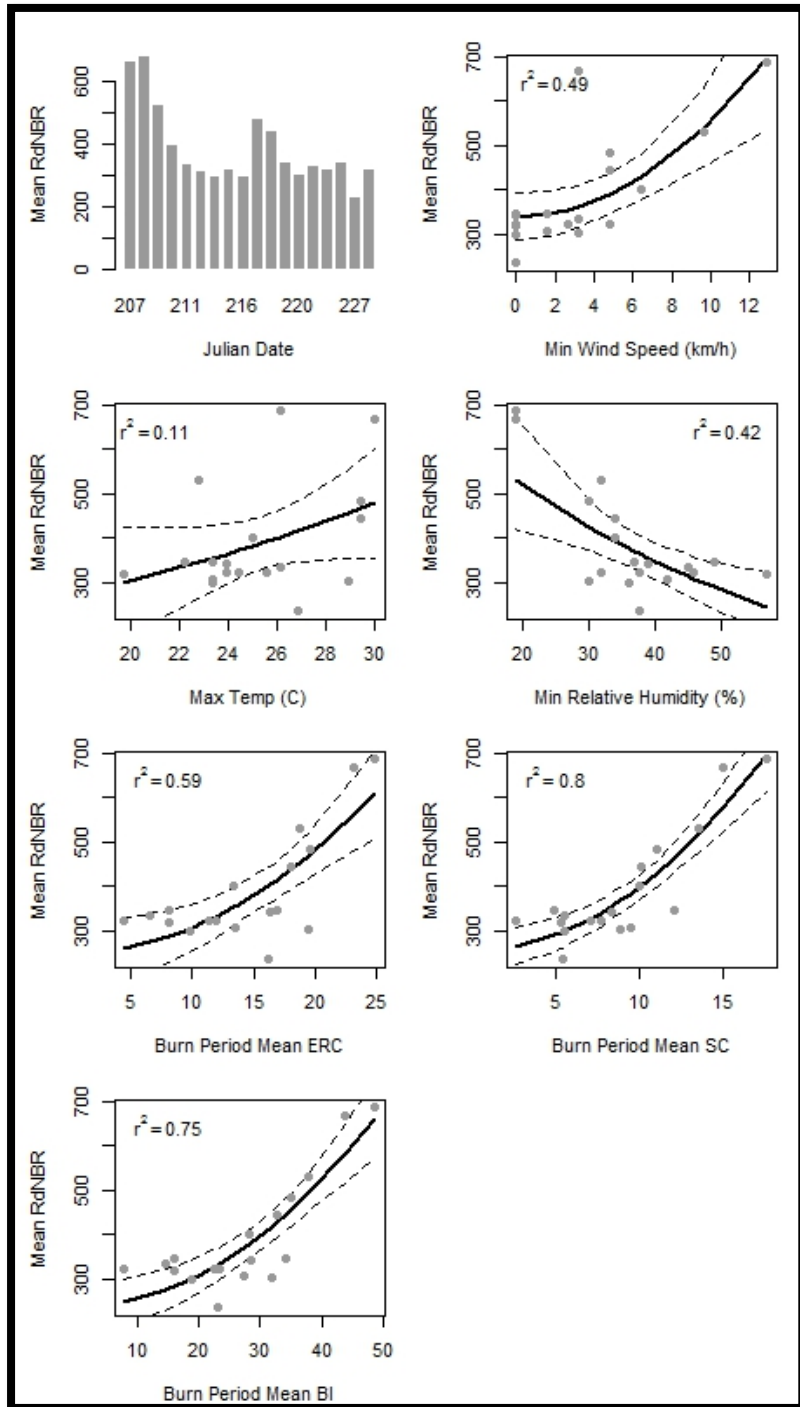 Mean RdNBR
600
400
200
0
207 211 216 220 227
Julian Date
Mean RdNBR
700
500
300
r²=0.49
0 2 4 6 8 10 12
Min Wind Speed (km/h)
Mean RdNBR
700
500
300
r²=0.11
20 22 24 26 28 30
Max Temp (C)
Mean RdNBR
700
500
300
r²=0.42
20 30 40 50
Min Relative Humidity (%)
Mean RdNBR
700
500
300
r²=0.59
5 10 15 20 25
Burn Period Mean ERC
Mean RdNBR
700
500
300
r²=0.8
5 10 15
Burn Period Mean SC
Mean RdNBR
700
500
300
r²=0.75
10 20 30 40 50
Burn Period Mean BI